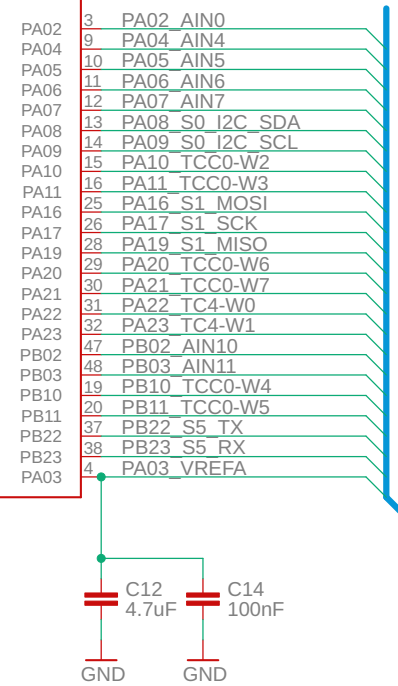 PA02 3 PA02_AIN0
PA04 9 PA04_AIN4
PA05 10 PA05_AIN5
PA06 11 PA06_AIN6
PA07 12 PA07_AIN7
PA08 13 PA08_S0_I2C_SDA
PA09 14 PA09_S0_I2C_SCL
PA10 15 PA10_TCC0-W2
PA11 16 PA11_TCC0-W3
PA16 25 PA16_S1_MOSI
PA17 26 PA17_S1_SCK
PA19 28 PA19_S1_MISO
PA20 29 PA20_TCC0-W6
PA21 30 PA21_TCC0-W7
PA22 31 PA22_TC4-W0
PA23 32 PA23_TC4-W1
PB02 47 PB02_AIN10
PB03 48 PB03_AIN11
PB10 19 PB10_TCC0-W4
PB11 20 PB11_TCC0-W5
PB22 37 PB22_S5_TX
PB23 38 PB23_S5_RX
PA03 4 PA03_VREFA
C12 C14
4.7uF 100nF
GND GND